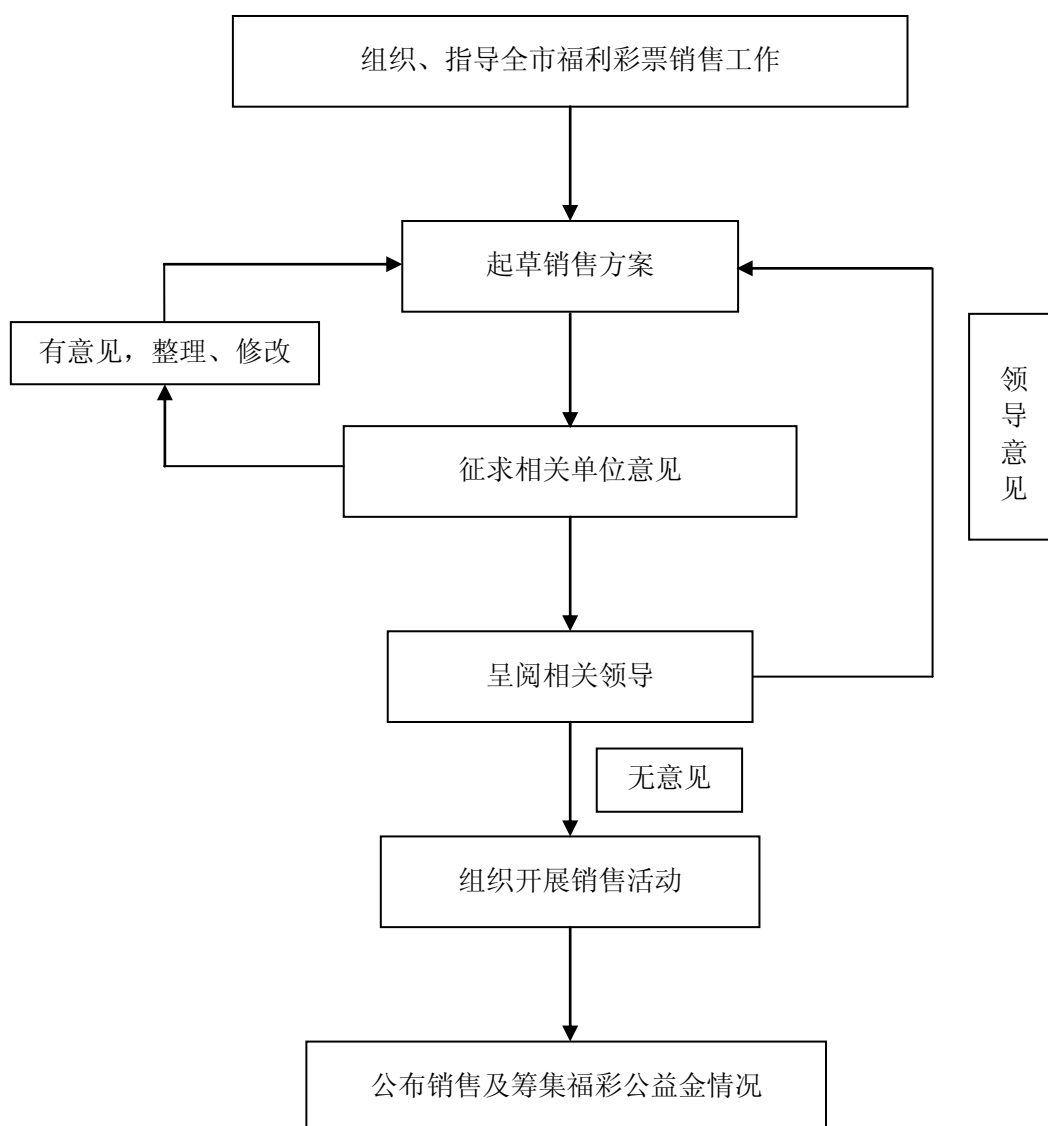 组织、指导全市福利彩票销售工作
起草销售方案
有意见，整理、修改
领
导
意
见
征求相关单位意见
呈阅相关领导
无意见
组织开展销售活动
公布销售及筹集福彩公益金情况